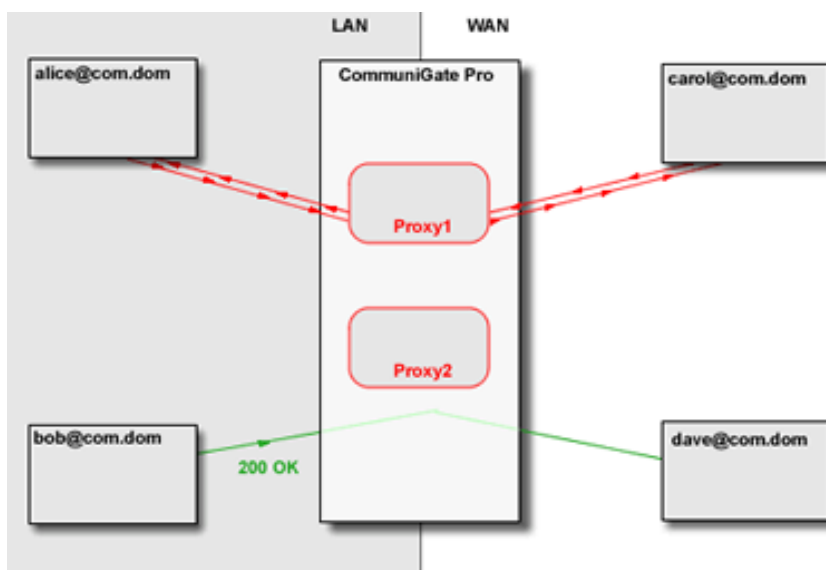 LAN WAN
alice@com.dom
CommuniGate Pro
carol@com.dom
Proxy1
Proxy2
bob@com.dom
dave@com.dom
200 OK